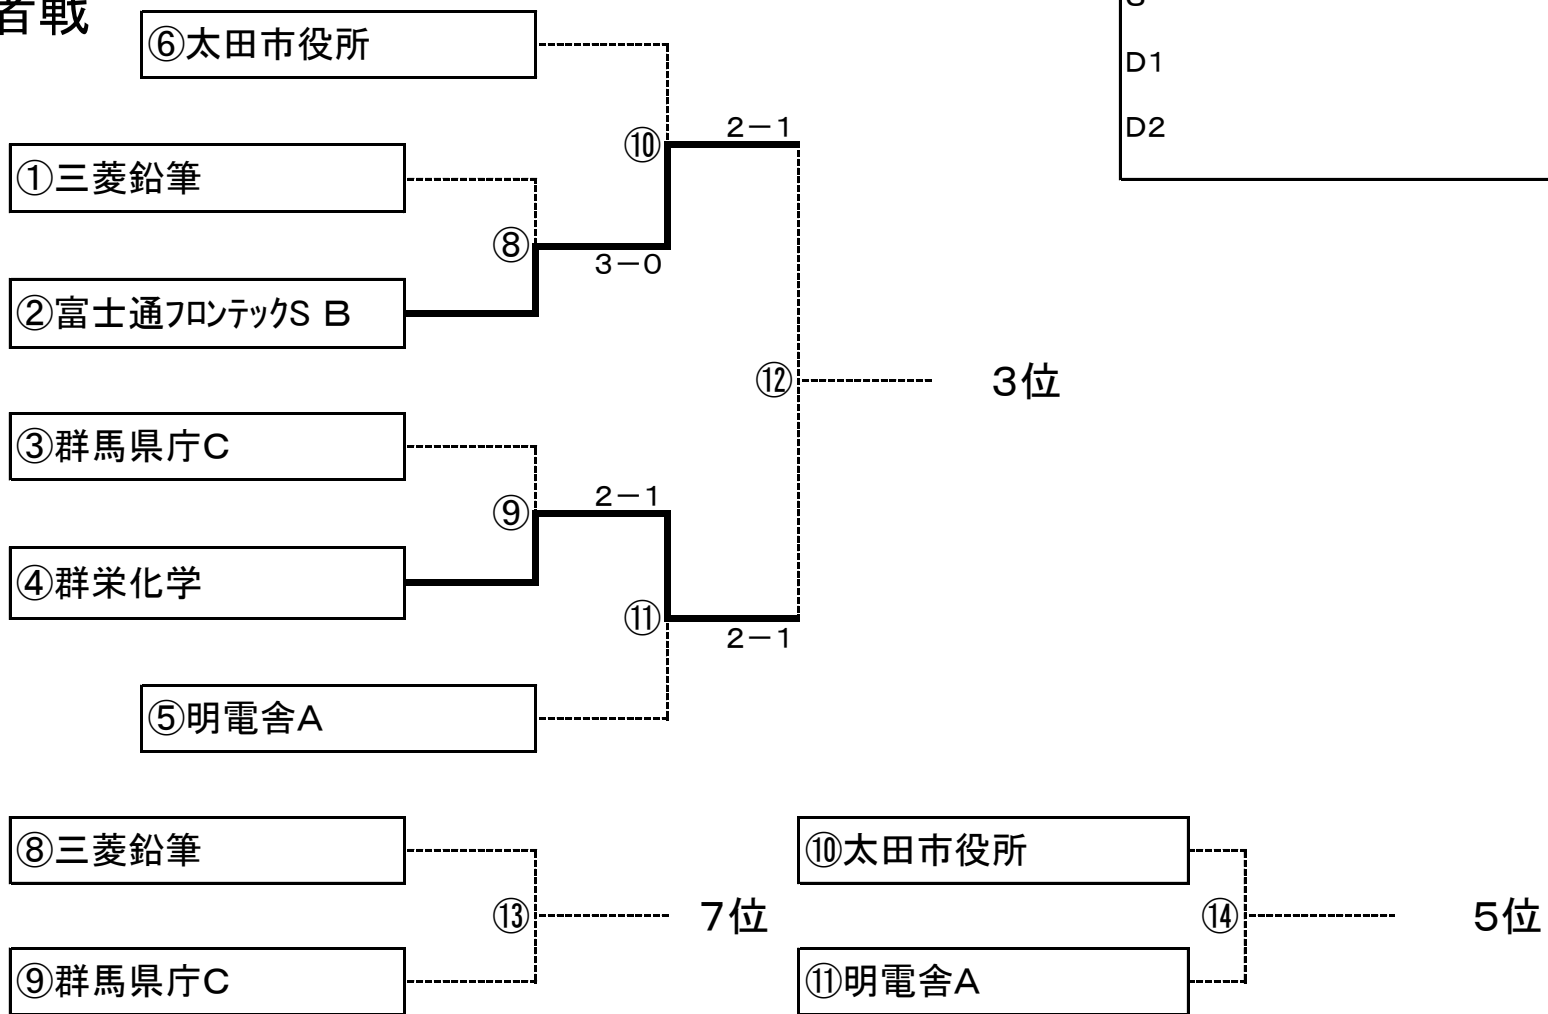 者戦
⑥太田市役所
D1
D2
2－1
⑩
①三菱鉛筆
⑧
3－0
②富士通フロンテックS B
⑫
3位
③群馬県庁C
2－1
⑨
④群栄化学
⑪
2－1
⑤明電舎A
⑧三菱鉛筆
⑩太田市役所
⑬
7位
⑭
5位
⑨群馬県庁C
⑪明電舎A